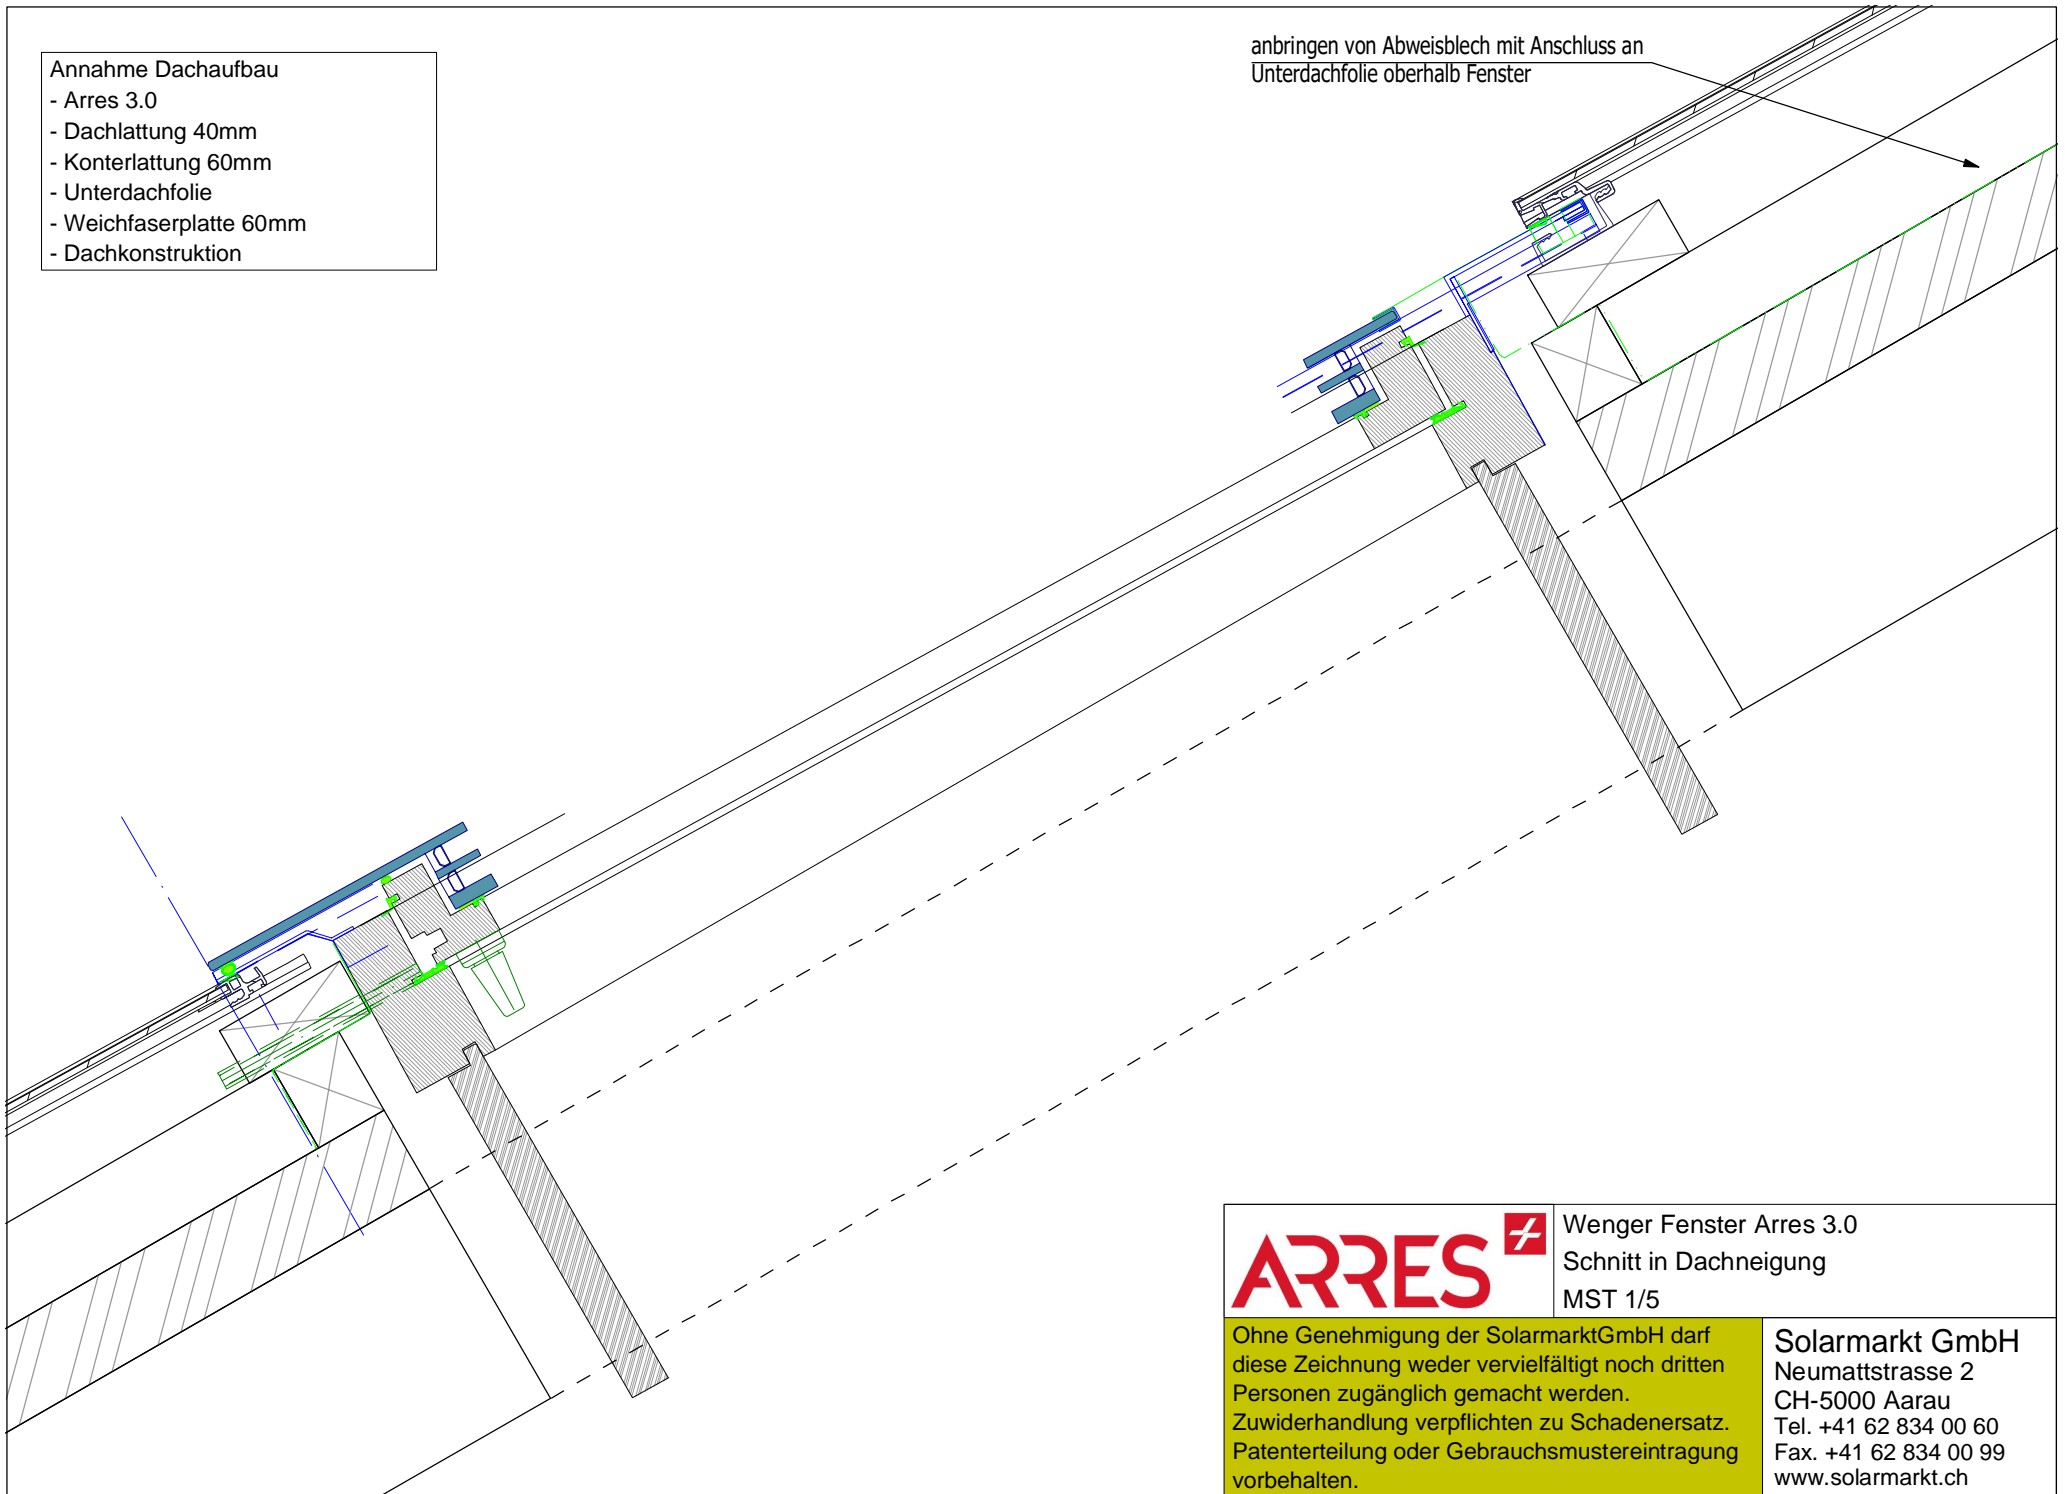 Annahme Dachaufbau
- Arres 3.0
- Dachlattung 40mm
- Konterlattung 60mm
- Unterdachfolie
- Weichfaserplatte 60mm
- Dachkonstruktion
anbringen von Abweisblech mit Anschluss an
Unterdachfolie oberhalb Fenster
ARRES
Wenger Fenster Arres 3.0
Schnitt in Dachneigung
MST 1/5
Ohne Genehmigung der SolarmarktGmbH darf
diese Zeichnung weder vervielfältigt noch dritten
Personen zugänglich gemacht werden.
Zuwiderhandlung verpflichten zu Schadenersatz.
Patenterteilung oder Gebrauchsmustereintragung
vorbehalten.
Solarmarkt GmbH
Neumattstrasse 2
CH-5000 Aarau
Tel. +41 62 834 00 60
Fax. +41 62 834 00 99
www.solarmarkt.ch